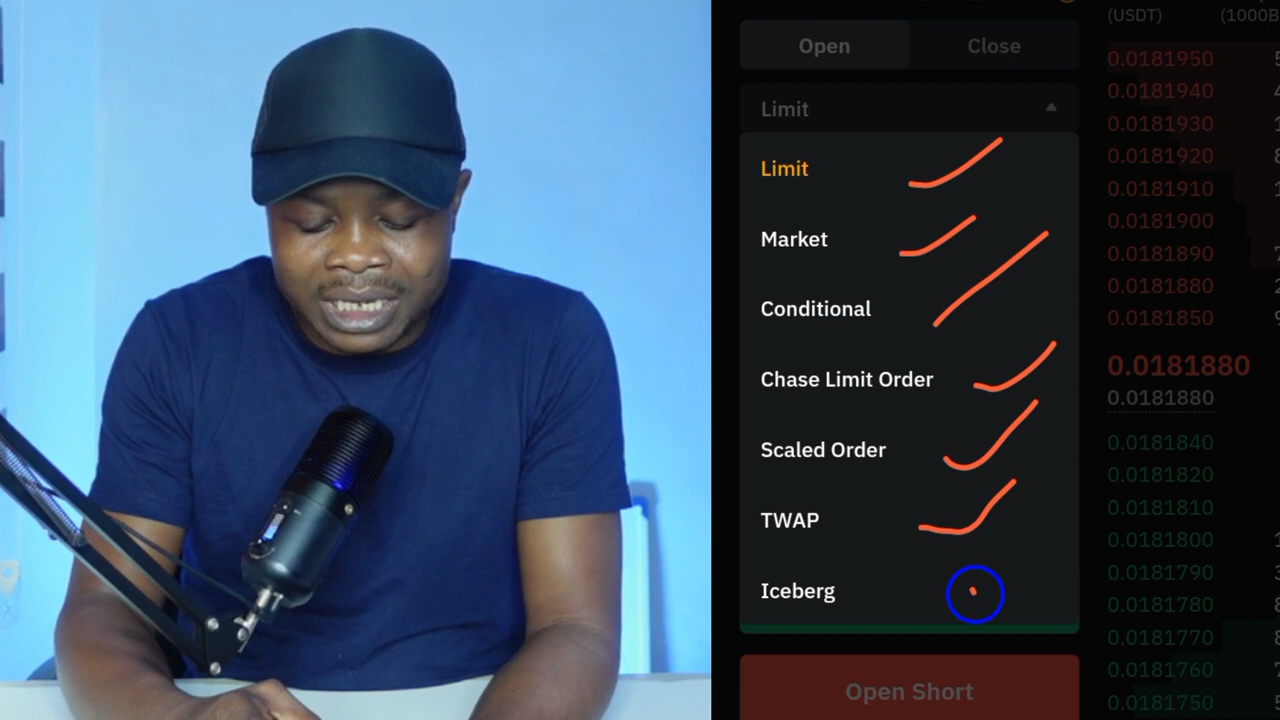 (USDT) (1000B
Open Close
Limit
Limit
Market
Conditional
Chase Limit Order
Scaled Order
TWAP
Iceberg
Open Short
0.0181950
0.0181940
0.0181930
0.0181920
0.0181910
0.0181900
0.0181890
0.0181880
0.0181850
0.0181880
0.0181880
0.0181840
0.0181820
0.0181810
0.0181800
0.0181790
0.0181780
0.0181770
0.0181760
0.0181750